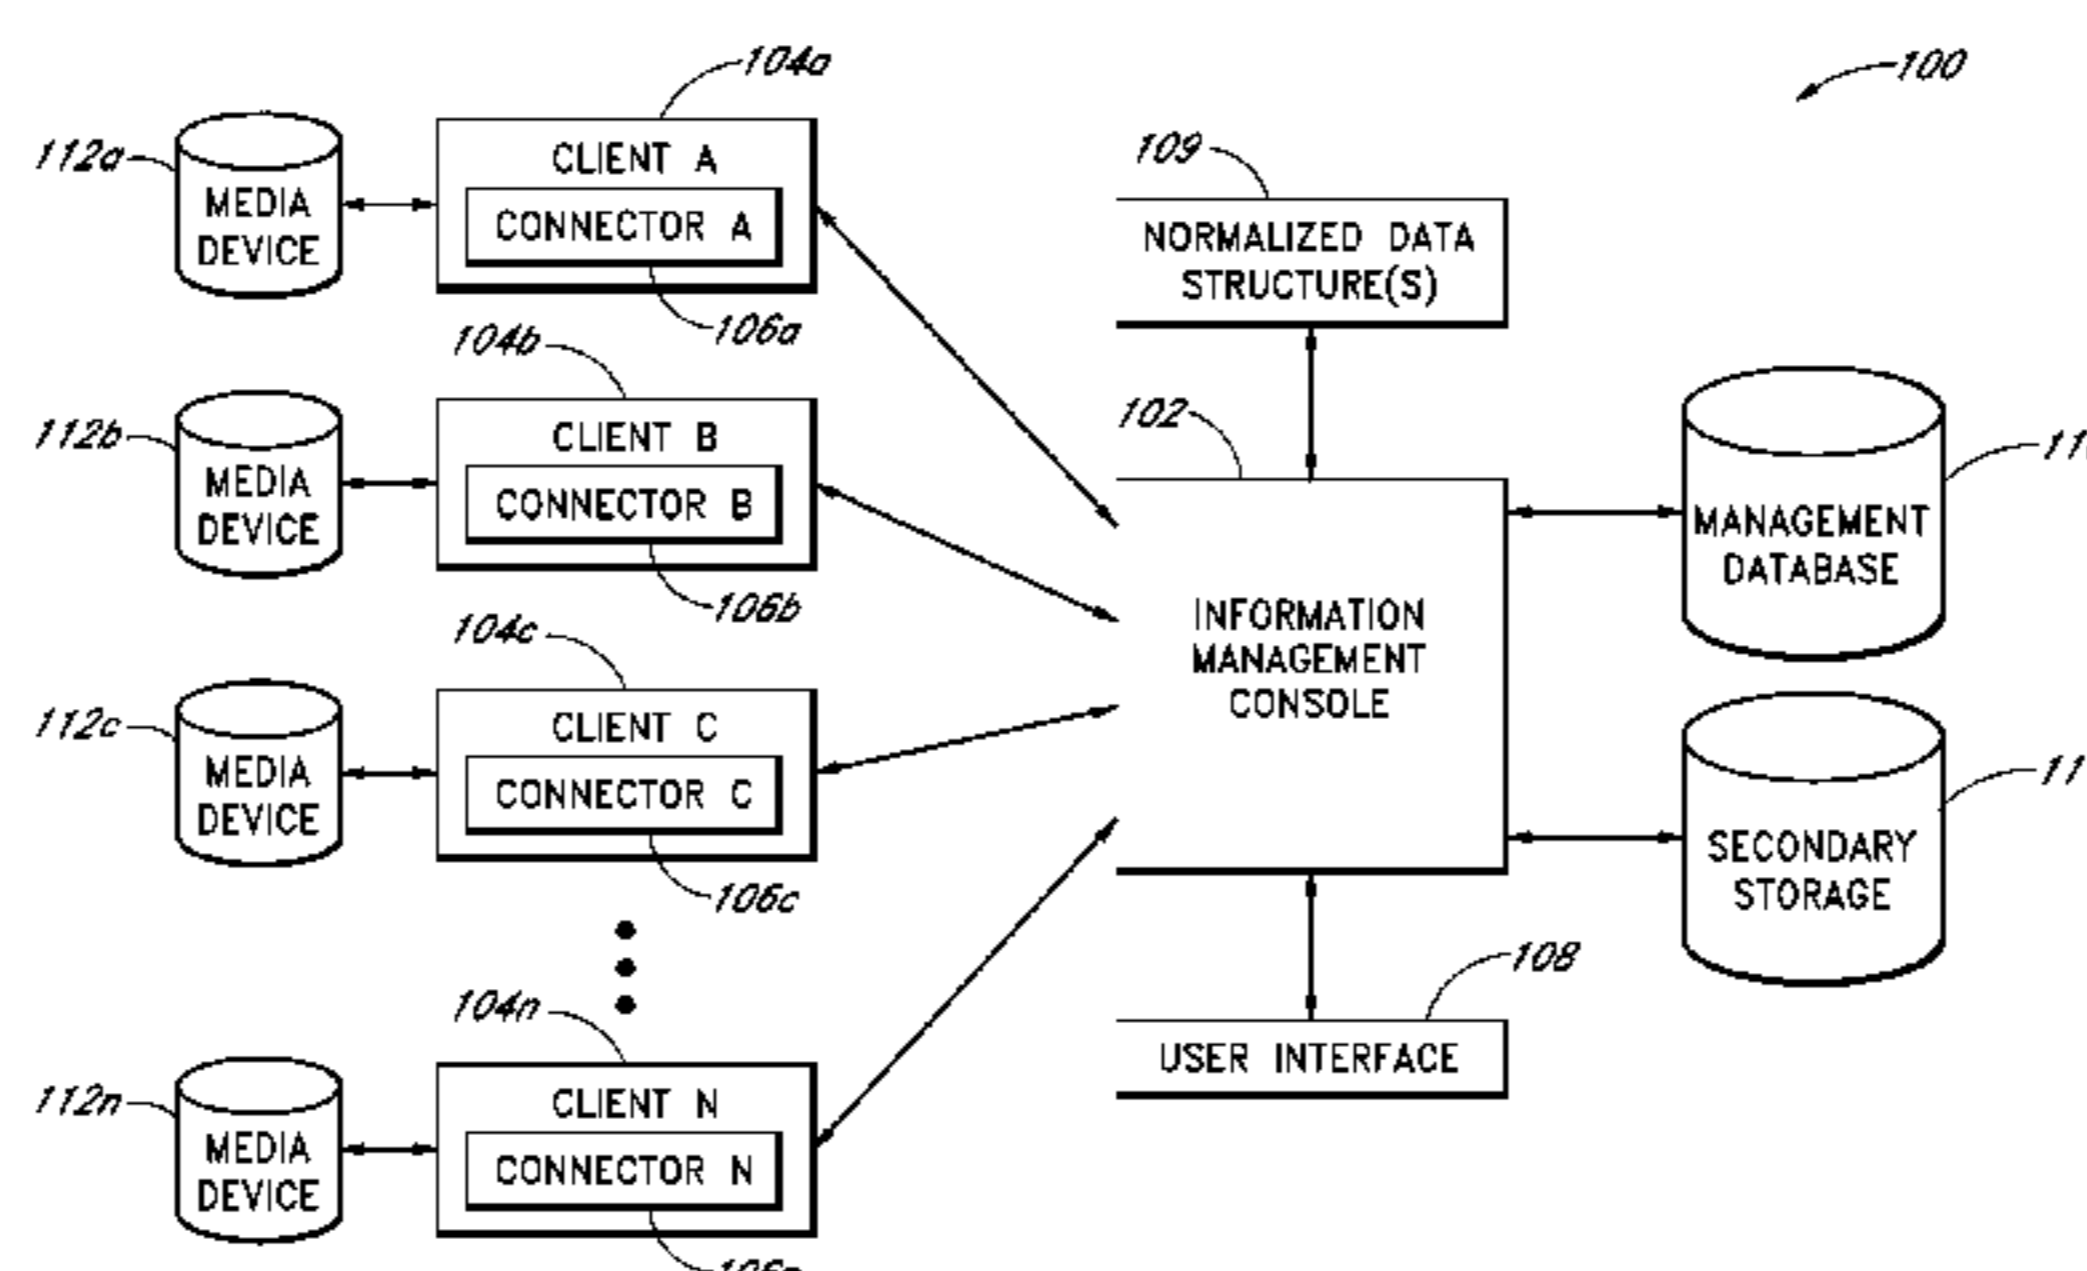 104a
100
112a
MEDIA
DEVICE
CLIENT A
CONNECTOR A
106a
109
NORMALIZED DATA
STRUCTURE(S)
104b
112b
MEDIA
DEVICE
CLIENT B
CONNECTOR B
106b
102
INFORMATION
MANAGEMENT
CONSOLE
MANAGEMENT
DATABASE
104c
112c
MEDIA
DEVICE
CLIENT C
CONNECTOR C
106c
SECONDARY
STORAGE
108
USER INTERFACE
104n
112n
MEDIA
DEVICE
CLIENT N
CONNECTOR N